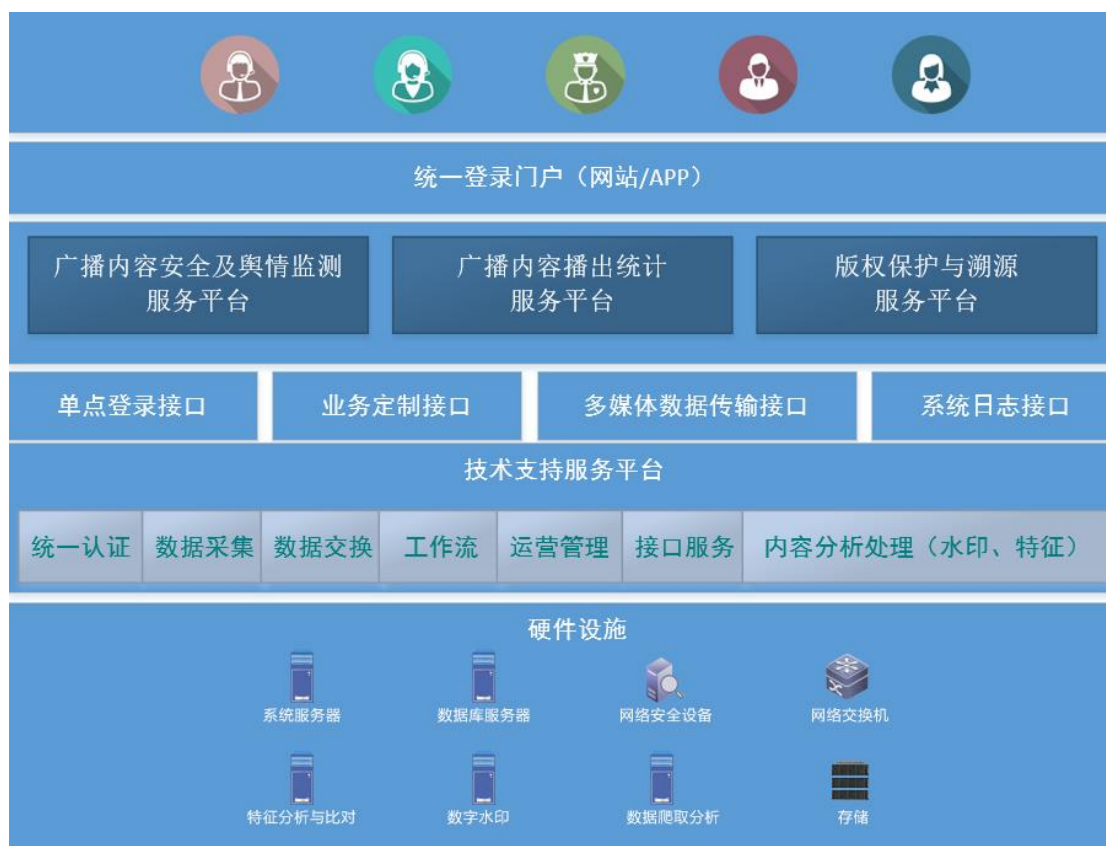 统一登录门户（网站/APP）
广播内容安全及舆情监测
服务平台
广播内容播出统计
服务平台
版权保护与溯源
服务平台
单点登录接口
业务定制接口
多媒体数据传输接口
系统日志接口
技术支持服务平台
统一认证
数据采集
数据交换
工作流
运营管理
接口服务
内容分析处理（水印、特征）
硬件设施
系统服务器
数据库服务器
网络安全设备
网络交换机
特征分析与比对
数字水印
数据爬取分析
存储